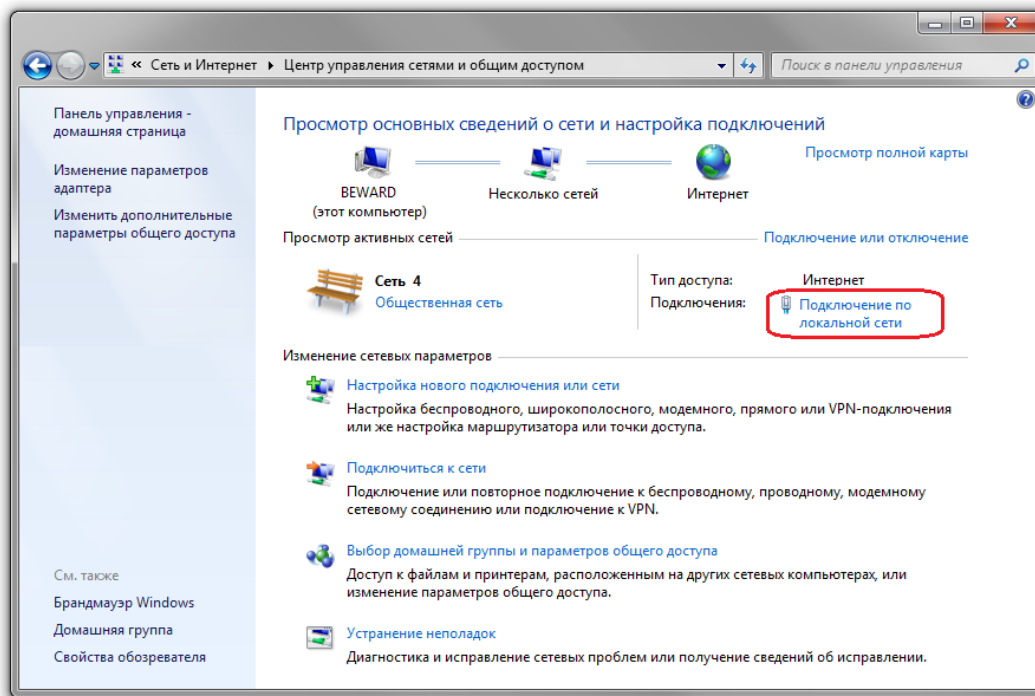 « Сеть и Интернет ▸ Центр управления сетями и общим доступом
Поиск в панели управления
Панель управления -
домашняя страница
Изменение параметров
адаптера
Изменить дополнительные
параметры общего доступа
Просмотр основных сведений о сети и настройка подключений
Просмотр полной карты
BEWARD
(этот компьютер)
Несколько сетей
Интернет
Просмотр активных сетей
Подключение или отключение
Сеть 4
Общественная сеть
Тип доступа: Интернет
Подключения: Подключение по
локальной сети
Изменение сетевых параметров
Настройка нового подключения или сети
Настройка беспроводного, широкополосного, модемного, прямого или VPN-подключения
или же настройка маршрутизатора или точки доступа.
Подключиться к сети
Подключение или повторное подключение к беспроводному, проводному, модемному
сетевому соединению или подключение к VPN.
Выбор домашней группы и параметров общего доступа
Доступ к файлам и принтерам, расположенным на других сетевых компьютерах, или
изменение параметров общего доступа.
Устранение неполадок
Диагностика и исправление сетевых проблем или получение сведений об исправлении.
См. также
Брандмауэр Windows
Домашняя группа
Свойства обозревателя